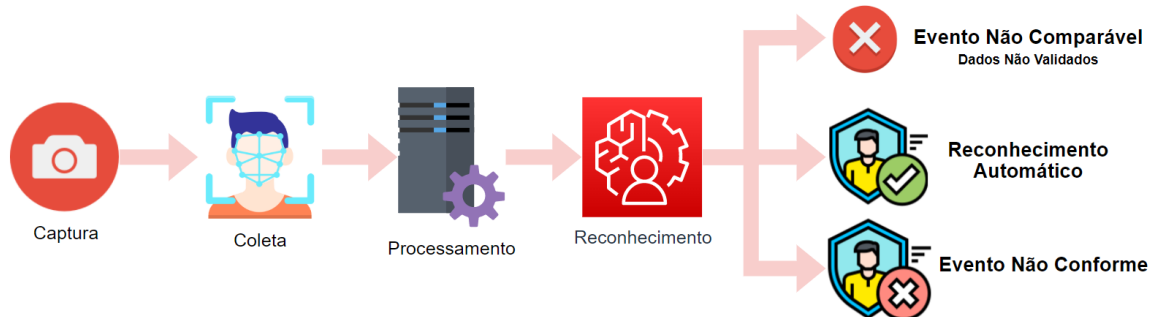 Captura
Coleta
Processamento
Reconhecimento
Evento Não Comparável
Dados Não Validados
Reconhecimento
Automático
Evento Não Conforme